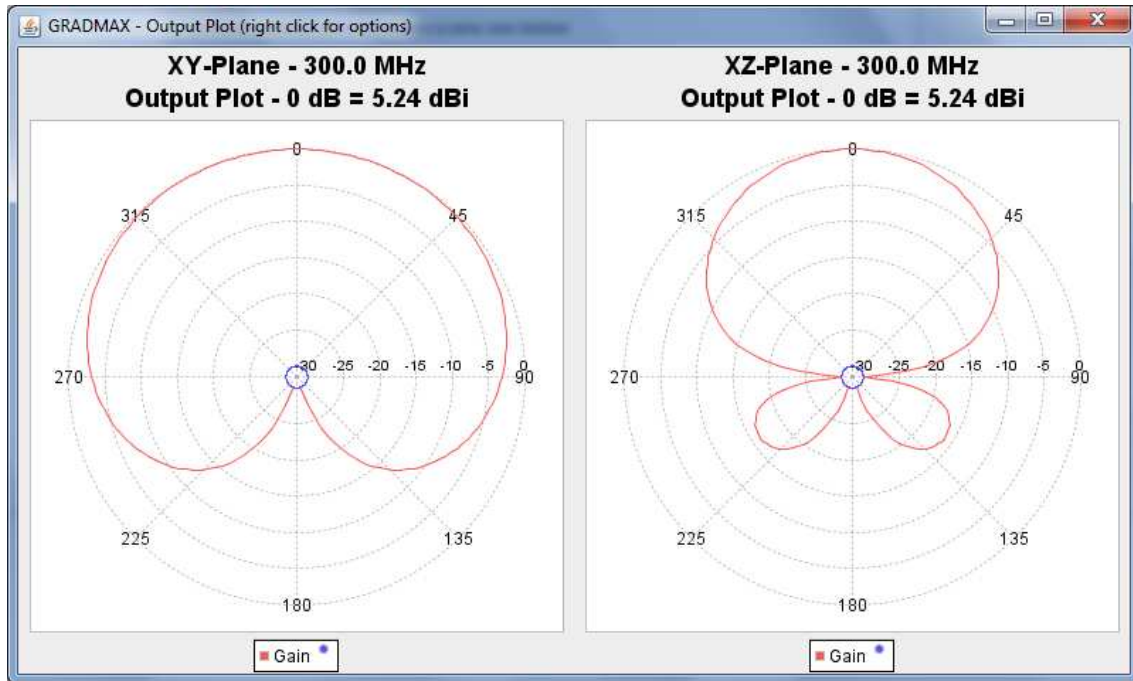 GRADMAX - Output Plot (right click for options)
XY-Plane - 300.0 MHz
Output Plot - 0 dB = 5.24 dBi
0
315
45
-30 -25 -20 -15 -10 -5 0
270
90
225
135
180
Gain
XZ-Plane - 300.0 MHz
Output Plot - 0 dB = 5.24 dBi
0
315
45
-30 -25 -20 -15 -10 -5 0
270
90
225
135
180
Gain